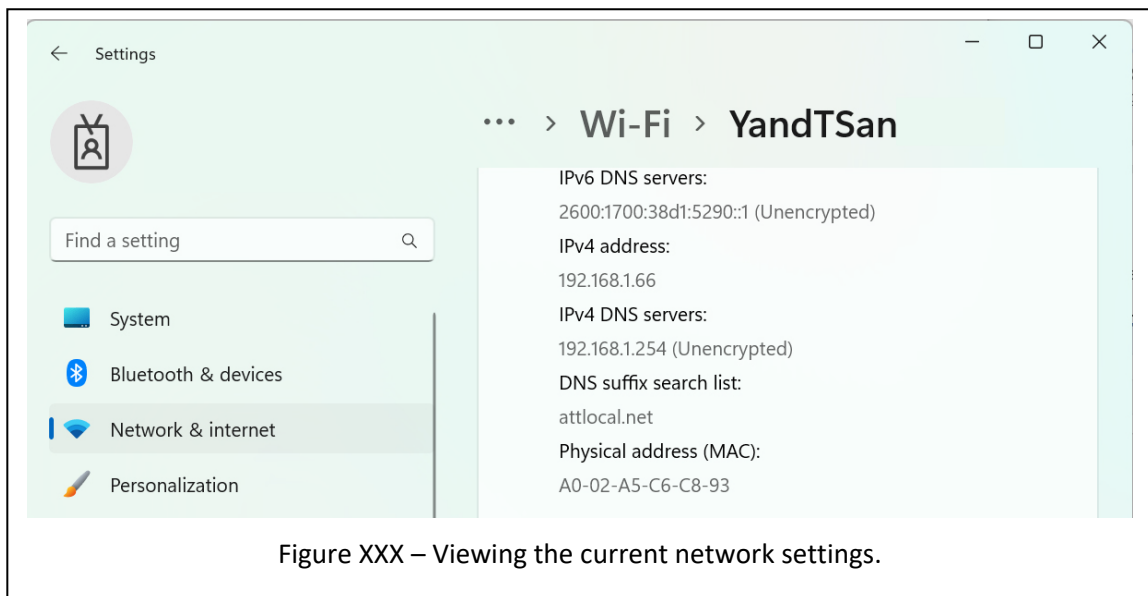 Settings
... > Wi-Fi > YandTSan
Find a setting
System
Bluetooth & devices
Network & internet
Personalization
IPv6 DNS servers:
2600:1700:38d1:5290::1 (Unencrypted)
IPv4 address:
192.168.1.66
IPv4 DNS servers:
192.168.1.254 (Unencrypted)
DNS suffix search list:
attlocal.net
Physical address (MAC):
A0-02-A5-C6-C8-93
Figure XXX – Viewing the current network settings.